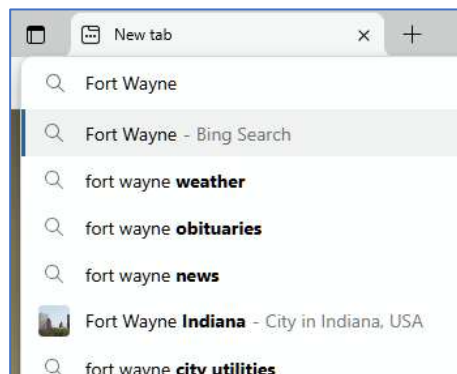 New tab
Fort Wayne
Fort Wayne - Bing Search
fort wayne weather
fort wayne obituaries
fort wayne news
Fort Wayne Indiana - City in Indiana, USA
fort wayne city utilities